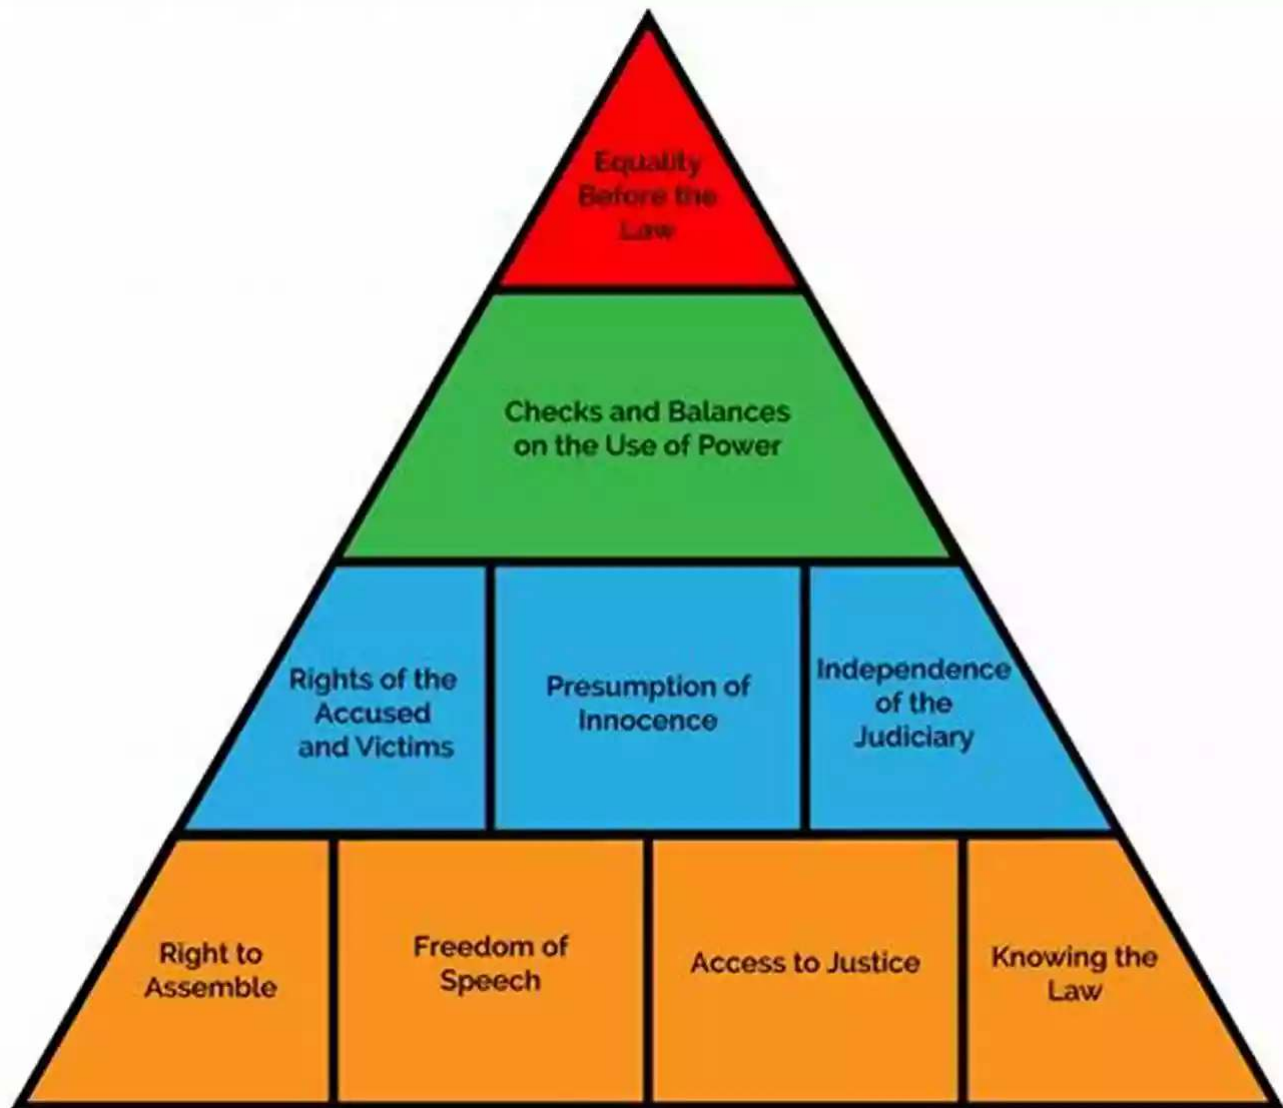 Equality
Before the
Law
Checks and Balances
on the Use of Power
Rights of the
Accused
and Victims
Presumption of
Innocence
Independence
of the
Judiciary
Right to
Assemble
Freedom of
Speech
Access to Justice
Knowing the
Law